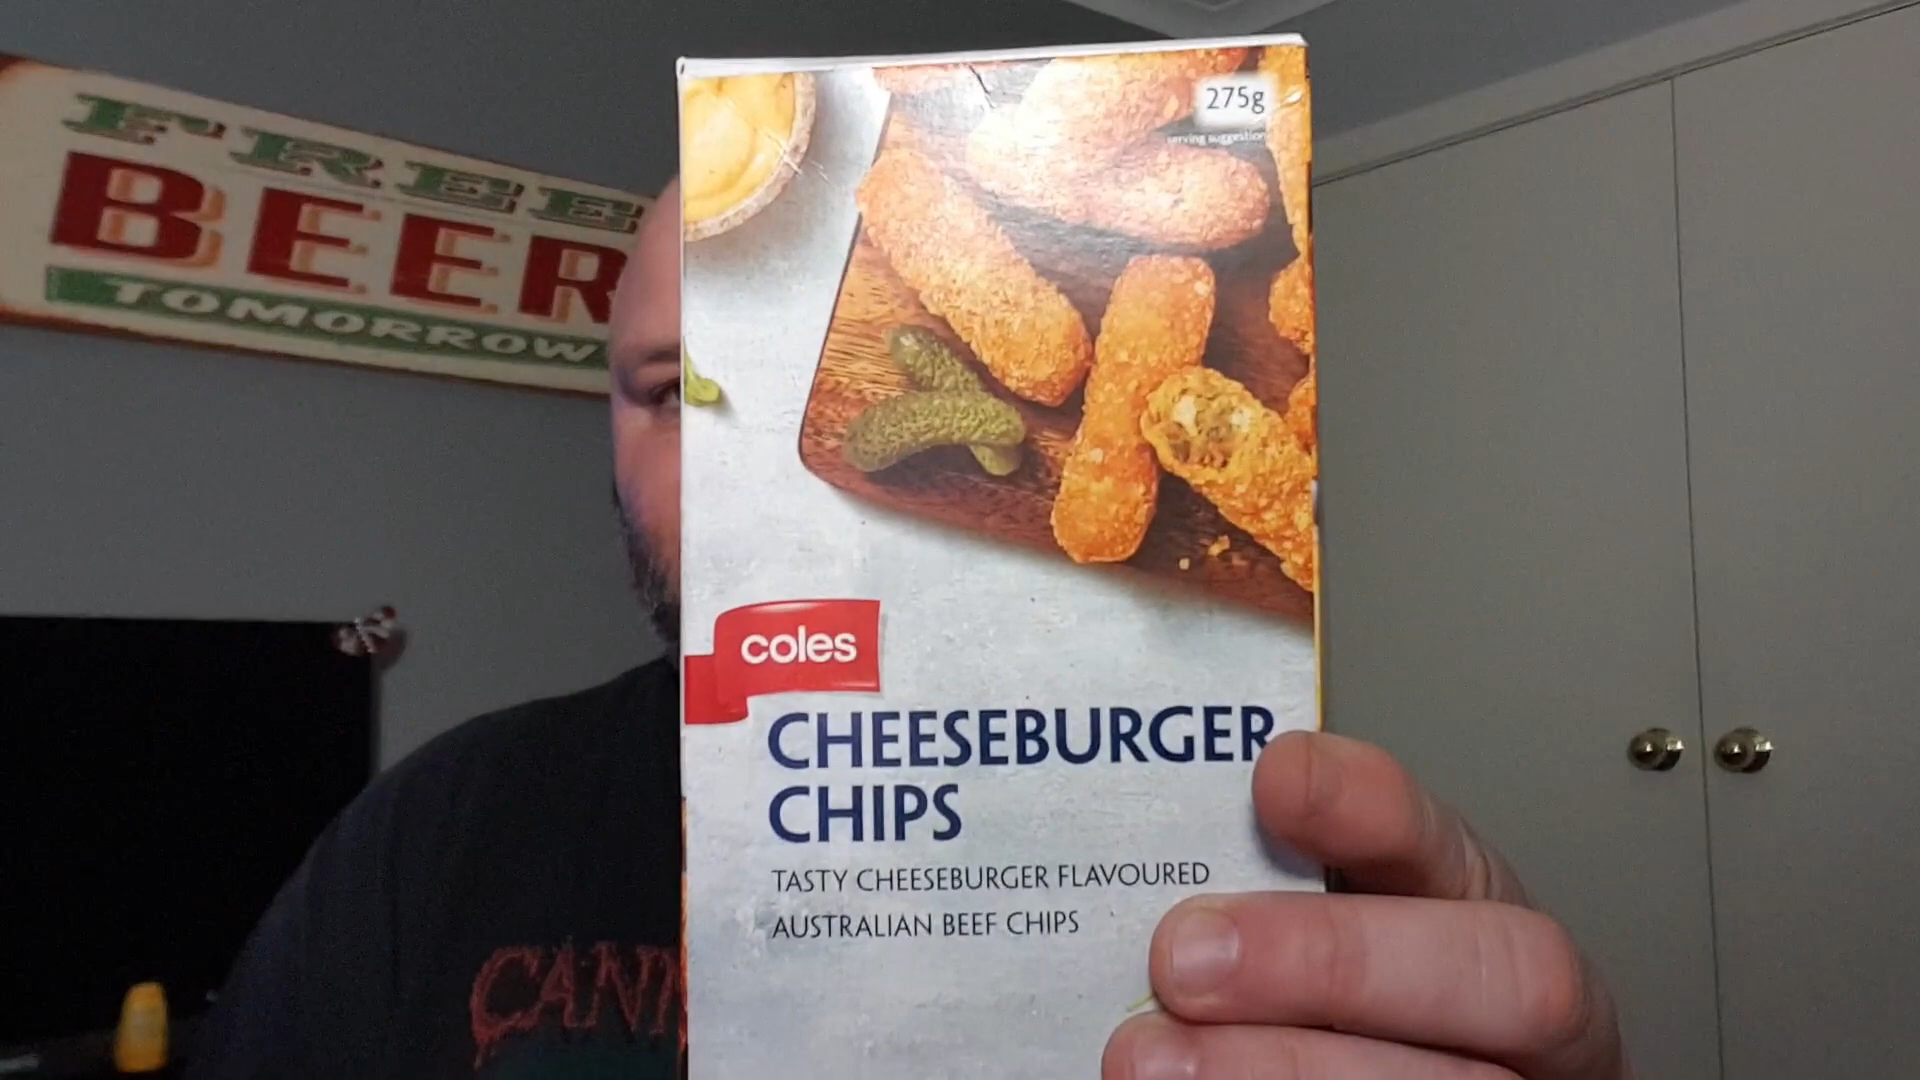 FREE
BEER
TOMORROW
275g
serving suggestion
coles
CHEESEBURGER
CHIPS
TASTY CHEESEBURGER FLAVOURED
AUSTRALIAN BEEF CHIPS
CANN